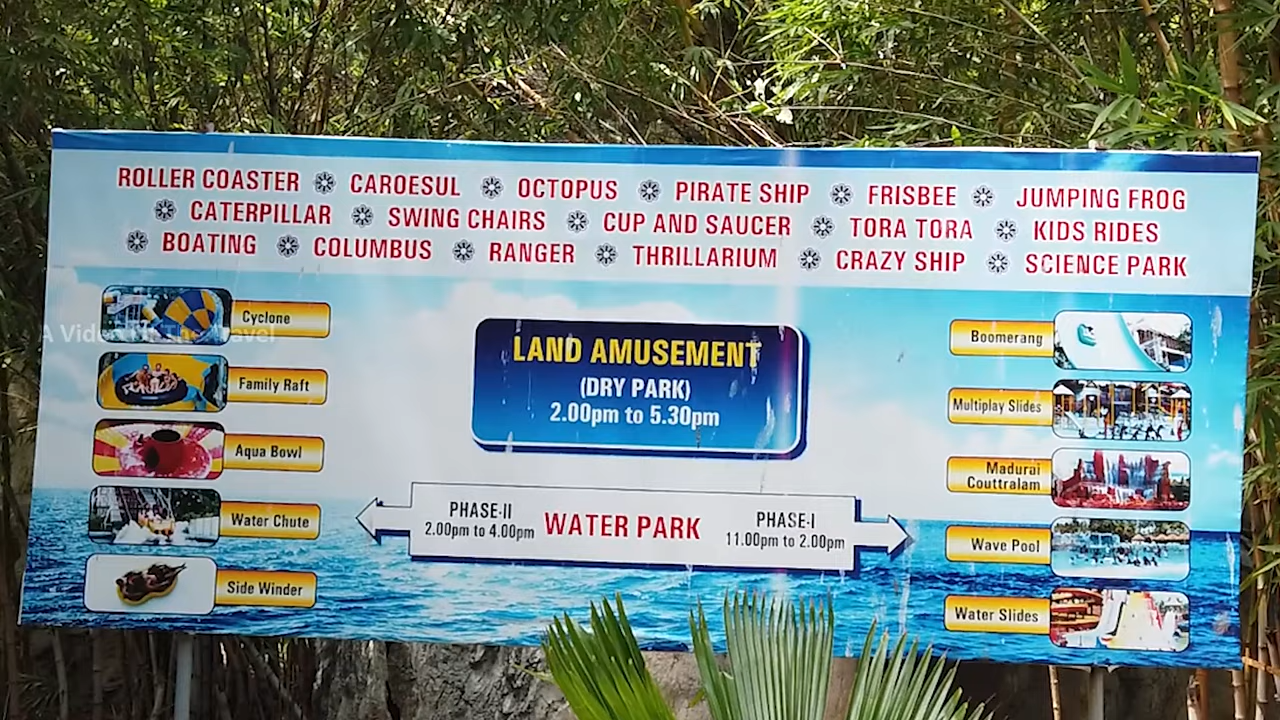 ROLLER COASTER CAROESUL OCTOPUS PIRATE SHIP FRISBEE JUMPING FROG
CATERPILLAR SWING CHAIRS CUP AND SAUCER TORA TORA KIDS RIDES
BOATING COLUMBUS RANGER THRILLARIUM CRAZY SHIP SCIENCE PARK
Cyclone
Family Raft
Aqua Bowl
Water Chute
Side Winder
LAND AMUSEMENT
(DRY PARK)
2.00pm to 5.30pm
PHASE-II
2.00pm to 4.00pm
WATER PARK
PHASE-I
11.00pm to 2.00pm
Boomerang
Multiplay Slides
Madurai
Couttralam
Wave Pool
Water Slides